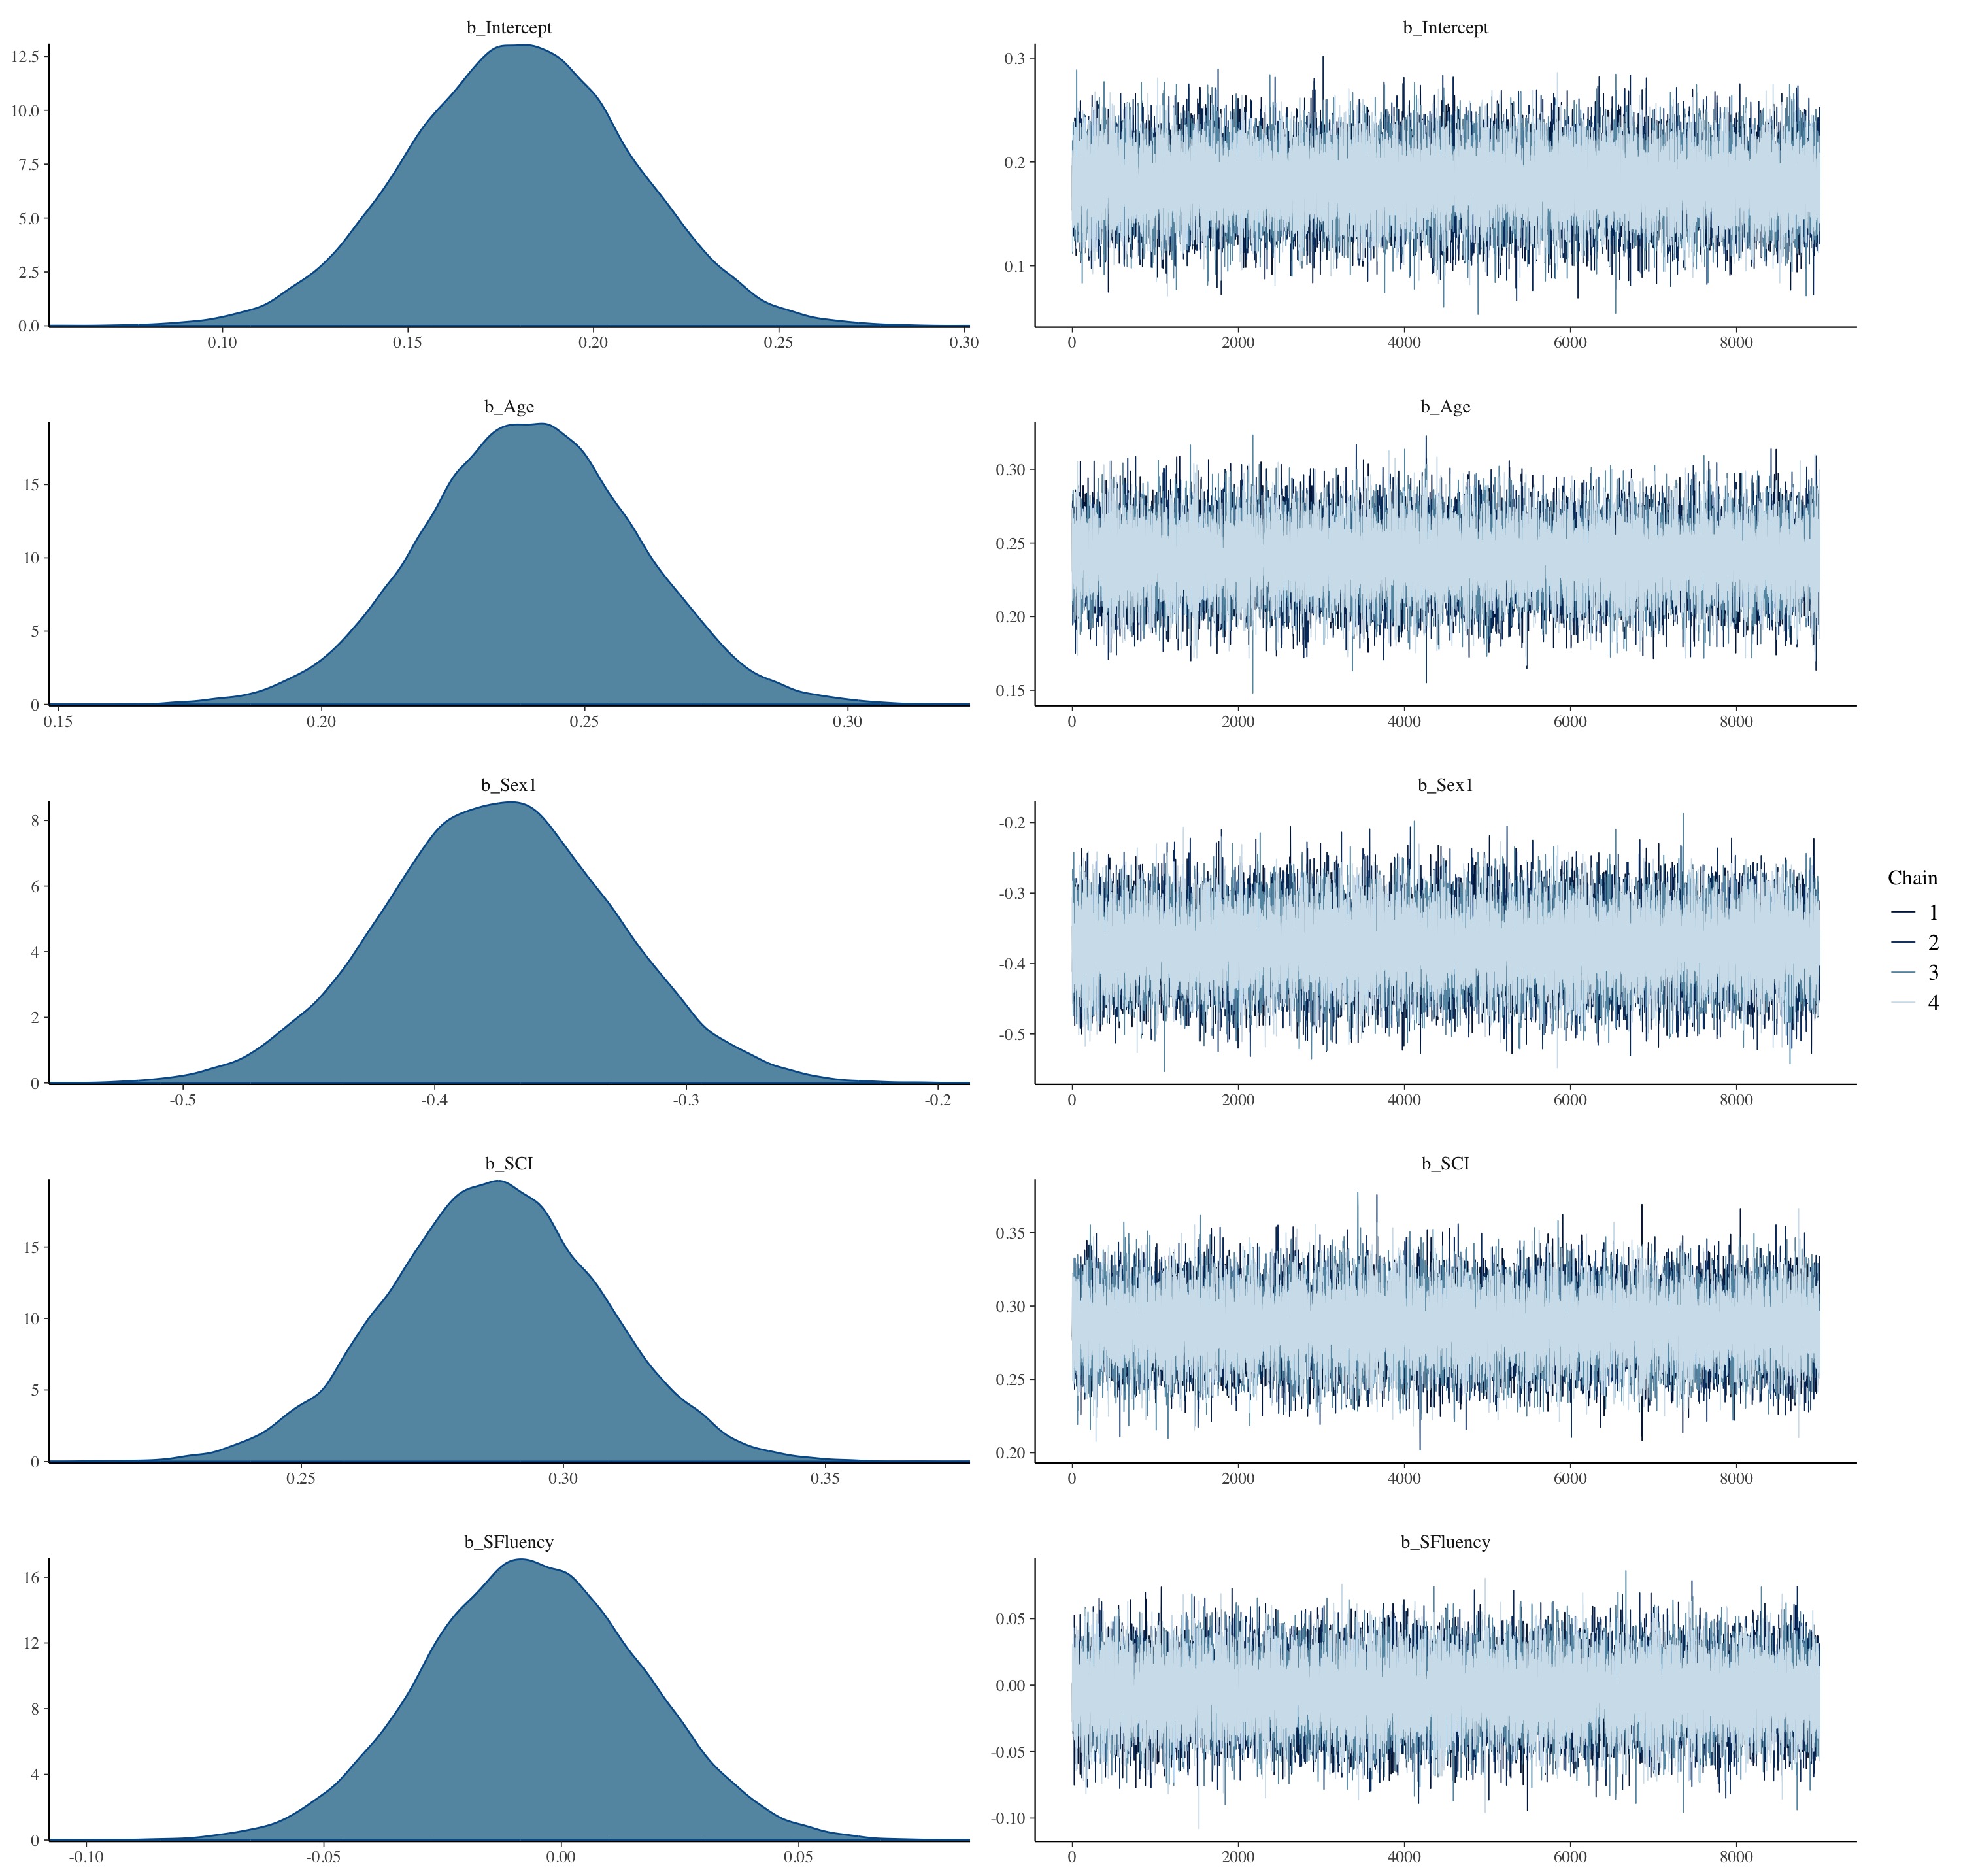 b_Intercept
12.5
10.0
7.5
5.0
2.5
0.0
0.10 0.15 0.20 0.25 0.30
b_Intercept
0.3
0.2
0.1
0 2000 4000 6000 8000
b_Age
15
10
5
0
0.15 0.20 0.25 0.30
b_Age
0.30
0.25
0.20
0.15
0 2000 4000 6000 8000
b_Sex1
8
6
4
2
0
-0.5 -0.4 -0.3 -0.2
b_Sex1
-0.2
-0.3
-0.4
-0.5
0 2000 4000 6000 8000
Chain
1
2
3
4
b_SCI
15
10
5
0
0.25 0.30 0.35
b_SCI
0.35
0.30
0.25
0.20
0 2000 4000 6000 8000
b_SFluency
16
12
8
4
0
-0.10 -0.05 0.00 0.05
b_SFluency
0.05
0.00
-0.05
-0.10
0 2000 4000 6000 8000